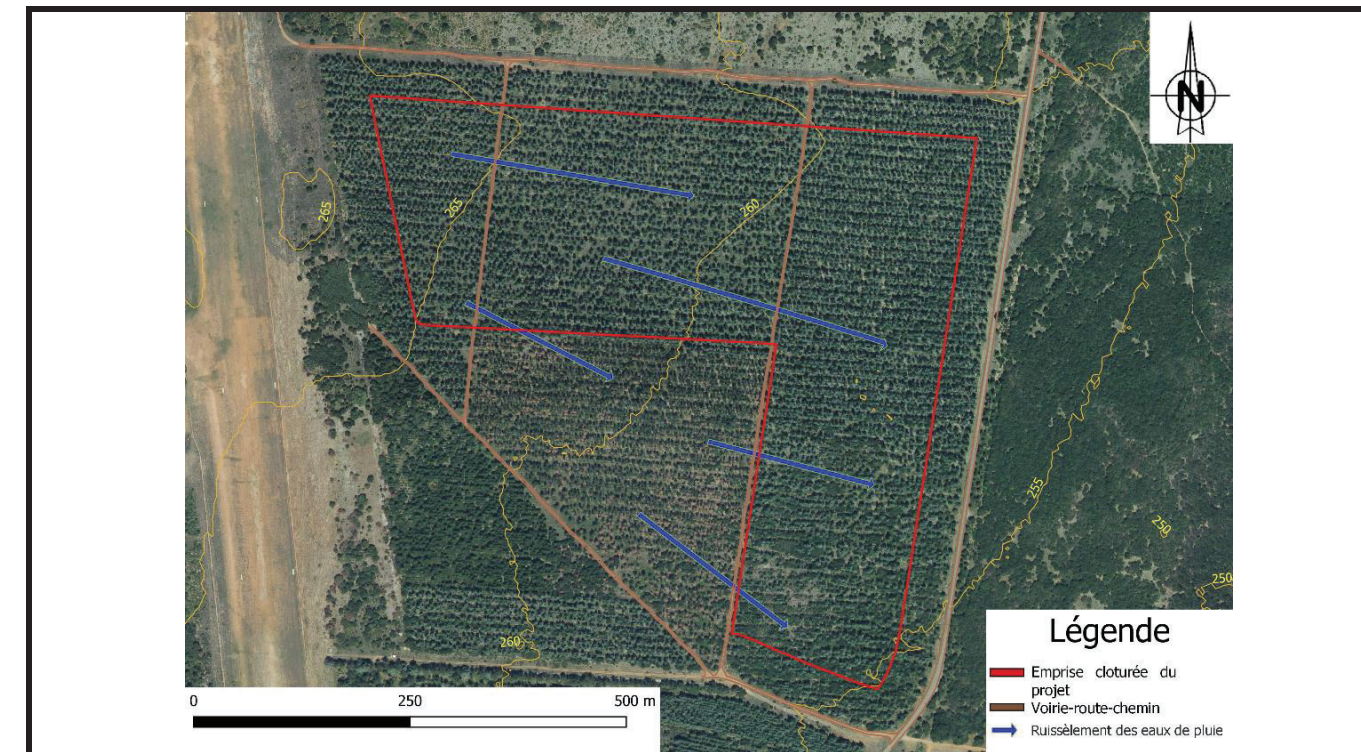 N
265
265
260
255
250
250
260
0 250 500 m
Légende
Emprise cloturée du
projet
Voirie-route-chemin
Ruissèlement des eaux de pluie